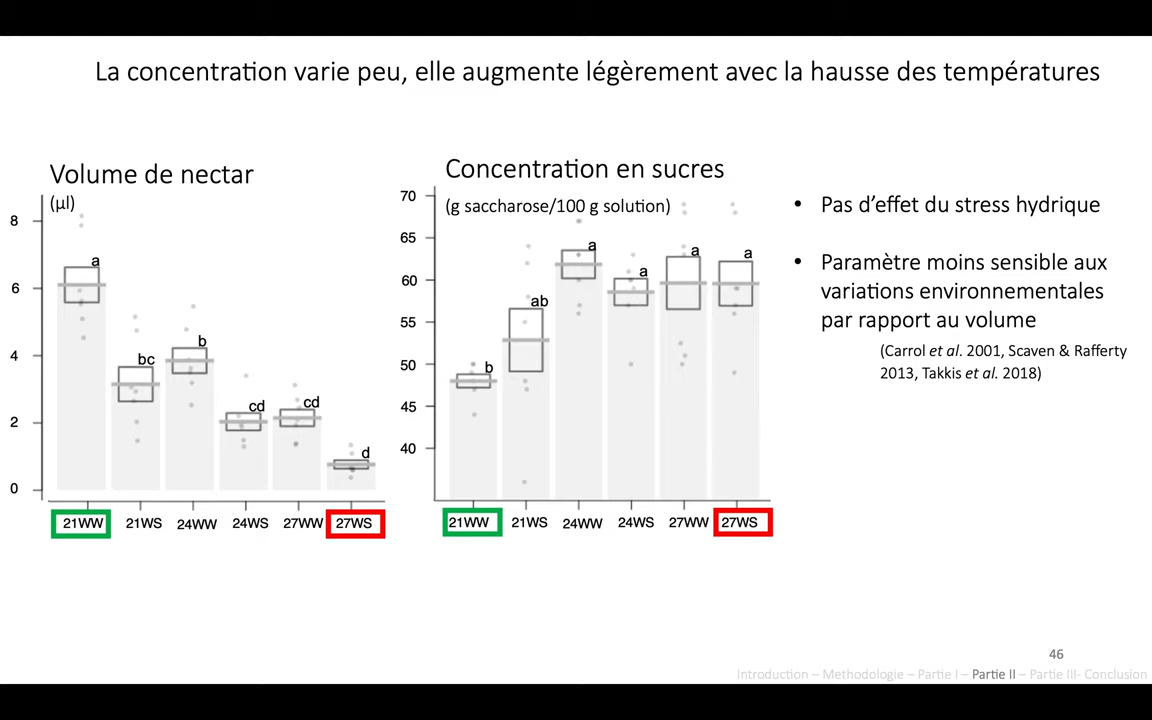 La concentration varie peu, elle augmente légèrement avec la hausse des températures
Volume de nectar
(µl)
8
6
4
2
0
a
bc
b
cd
cd
d
21WW 21WS 24WW 24WS 27WW 27WS
Concentration en sucres
(g saccharose/100 g solution)
70
65
60
55
50
45
40
b
ab
a
a
a
a
21WW 21WS 24WW 24WS 27WW 27WS
• Pas d’effet du stress hydrique
• Paramètre moins sensible aux
variations environnementales
par rapport au volume
(Carrol et al. 2001, Scaven & Rafferty
2013, Takkis et al. 2018)
46
Introduction – Methodologie – Partie I – Partie II – Partie III- Conclusion